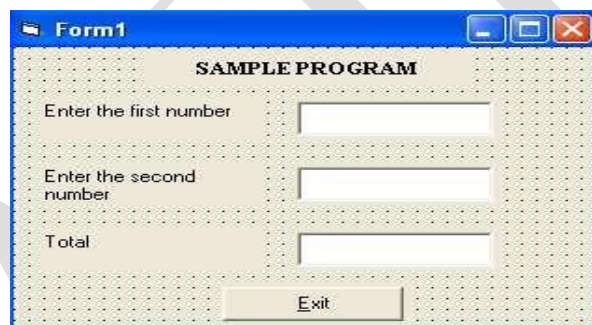 Form1
SAMPLE PROGRAM
Enter the first number
Enter the second
number
Total
Exit